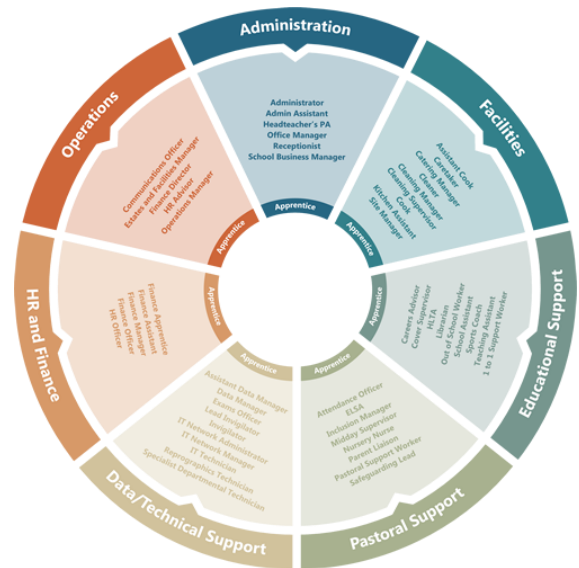 Administration
Administrator
Admin Assistant
Headteacher's PA
Office Manager
Receptionist
School Business Manager
Apprentice
Facilities
Assistant Cook
Caretaker
Catering Manager
Cleaner
Cleaning Manager
Cleaning Supervisor
Cook
Kitchen Assistant
Site Manager
Apprentice
Educational Support
Careers Advisor
Cover Supervisor
HLTA
Librarian
Out of School Worker
School Assistant
Sports Coach
Teaching Assistant
1 to 1 Support Worker
Apprentice
Pastoral Support
Attendance Officer
ELSA
Inclusion Manager
Midday Supervisor
Nursery Nurse
Parent Liaison
Pastoral Support Worker
Safeguarding Lead
Apprentice
Data/Technical Support
Assistant Data Manager
Data Manager
Exams Officer
Lead Invigilator
Invigilator
IT Network Administrator
IT Network Manager
IT Technician
Reprographics Technician
Specialist Departmental Technician
Apprentice
HR and Finance
Finance Apprentice
Finance Assistant
Finance Manager
Finance Officer
HR Officer
Apprentice
Operations
Communications Officer
Estates and Facilities Manager
Finance Director
HR Advisor
Operations Manager
Apprentice